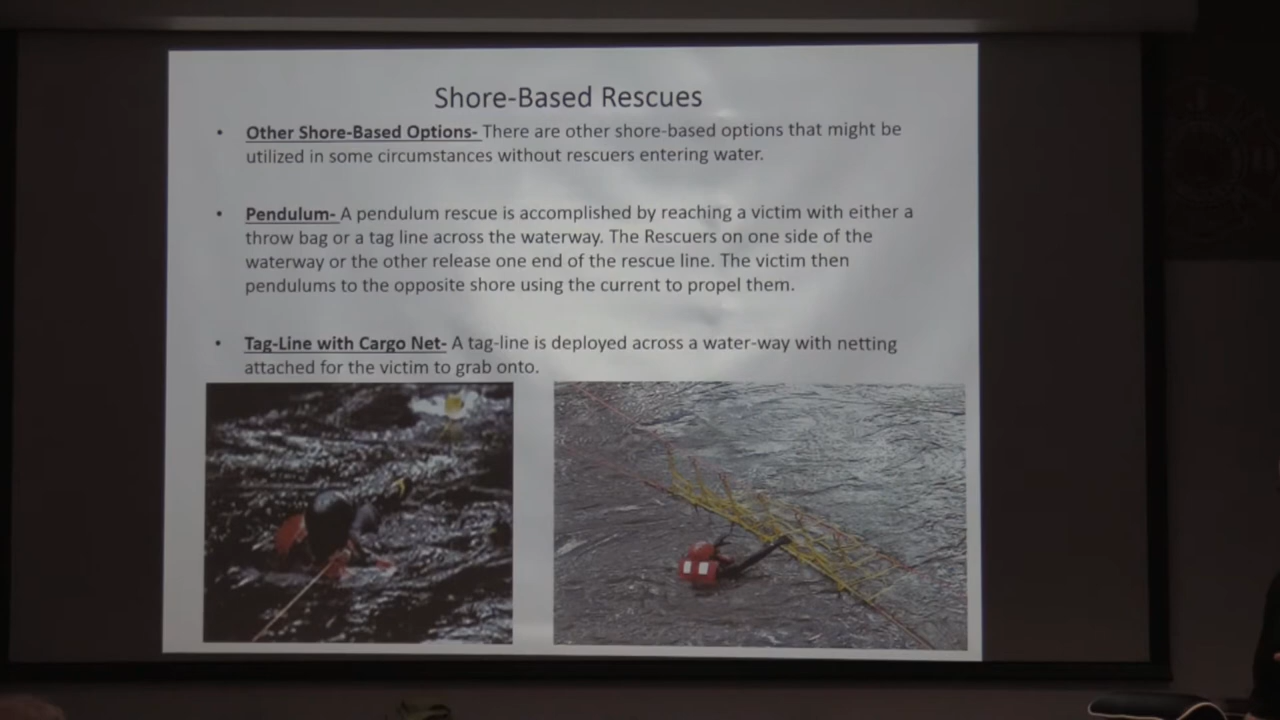 Shore-Based Rescues
• Other Shore-Based Options- There are other shore-based options that might be
utilized in some circumstances without rescuers entering water.
• Pendulum- A pendulum rescue is accomplished by reaching a victim with either a
throw bag or a tag line across the waterway. The Rescuers on one side of the
waterway or the other release one end of the rescue line. The victim then
pendulums to the opposite shore using the current to propel them.
• Tag-Line with Cargo Net- A tag-line is deployed across a water-way with netting
attached for the victim to grab onto.